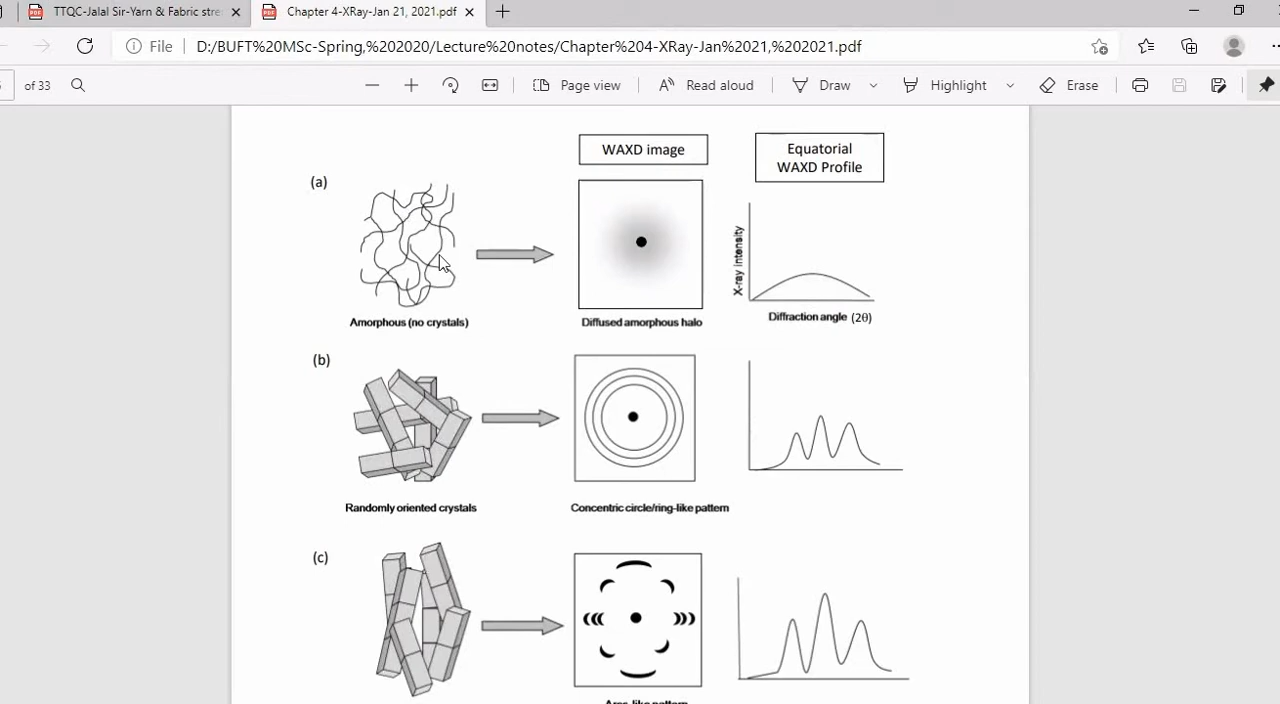 TTQC-Jalal Sir-Yarn & Fabric stre
Chapter 4-XRay-Jan 21, 2021.pdf
File
D:/BUFT%20MSc-Spring,%202020/Lecture%20notes/Chapter%204-XRay-Jan%2021,%202021.pdf
of 33
Page view
Read aloud
Draw
Highlight
Erase
WAXD image
Equatorial
WAXD Profile
(a)
X-ray intensity
Amorphous (no crystals)
Diffused amorphous halo
Diffraction angle (2θ)
(b)
Randomly oriented crystals
Concentric circle/ring-like pattern
(c)
Arcs-like pattern